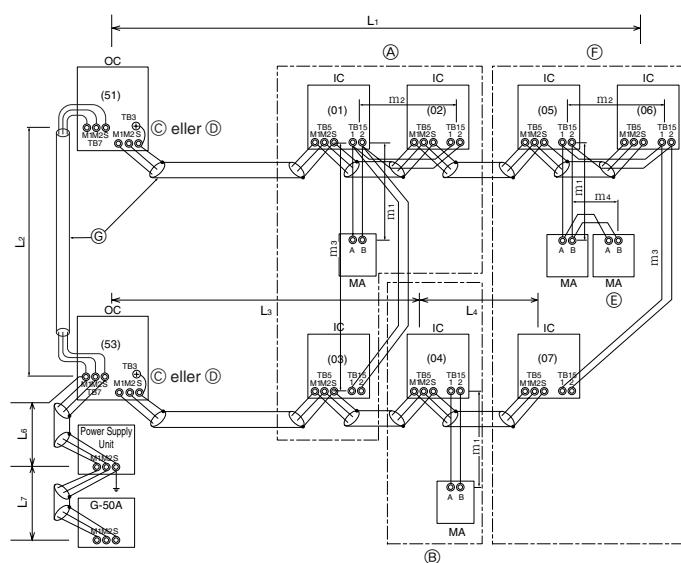 L1
A
F
OC
IC
IC
IC
IC
(51)
(01)
(02)
(05)
(06)
m2
m2
TB3
C eller D
TB5
TB15
TB5
TB15
TB5
TB15
TB5
TB15
M1M2S
M1M2S
M1M2S
1 2
M1M2S
1 2
M1M2S
1 2
M1M2S
1 2
TB7
L2
G
m1
m3
m1
m4
m3
A B
MA
A B
A B
MA
MA
E
L3
L4
OC
IC
IC
IC
(53)
(03)
(04)
(07)
TB3
C eller D
TB5
TB15
TB5
TB15
TB5
TB15
M1M2S
M1M2S
M1M2S
1 2
M1M2S
1 2
M1M2S
1 2
TB7
L6
Power Supply
Unit
M1M2S
m1
A B
MA
L7
G-50A
M1M2S
B